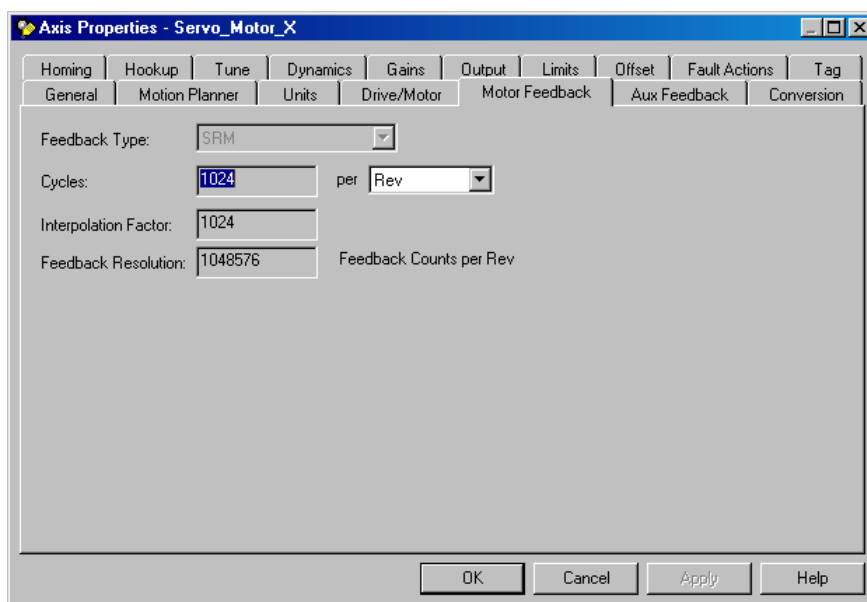 Axis Properties - Servo_Motor_X
Homing Hookup Tune Dynamics Gains Output Limits Offset Fault Actions Tag
General Motion Planner Units Drive/Motor Motor Feedback Aux Feedback Conversion
Feedback Type: SRM
Cycles: 1024 per Rev
Interpolation Factor: 1024
Feedback Resolution: 1048576 Feedback Counts per Rev
OK Cancel Apply Help